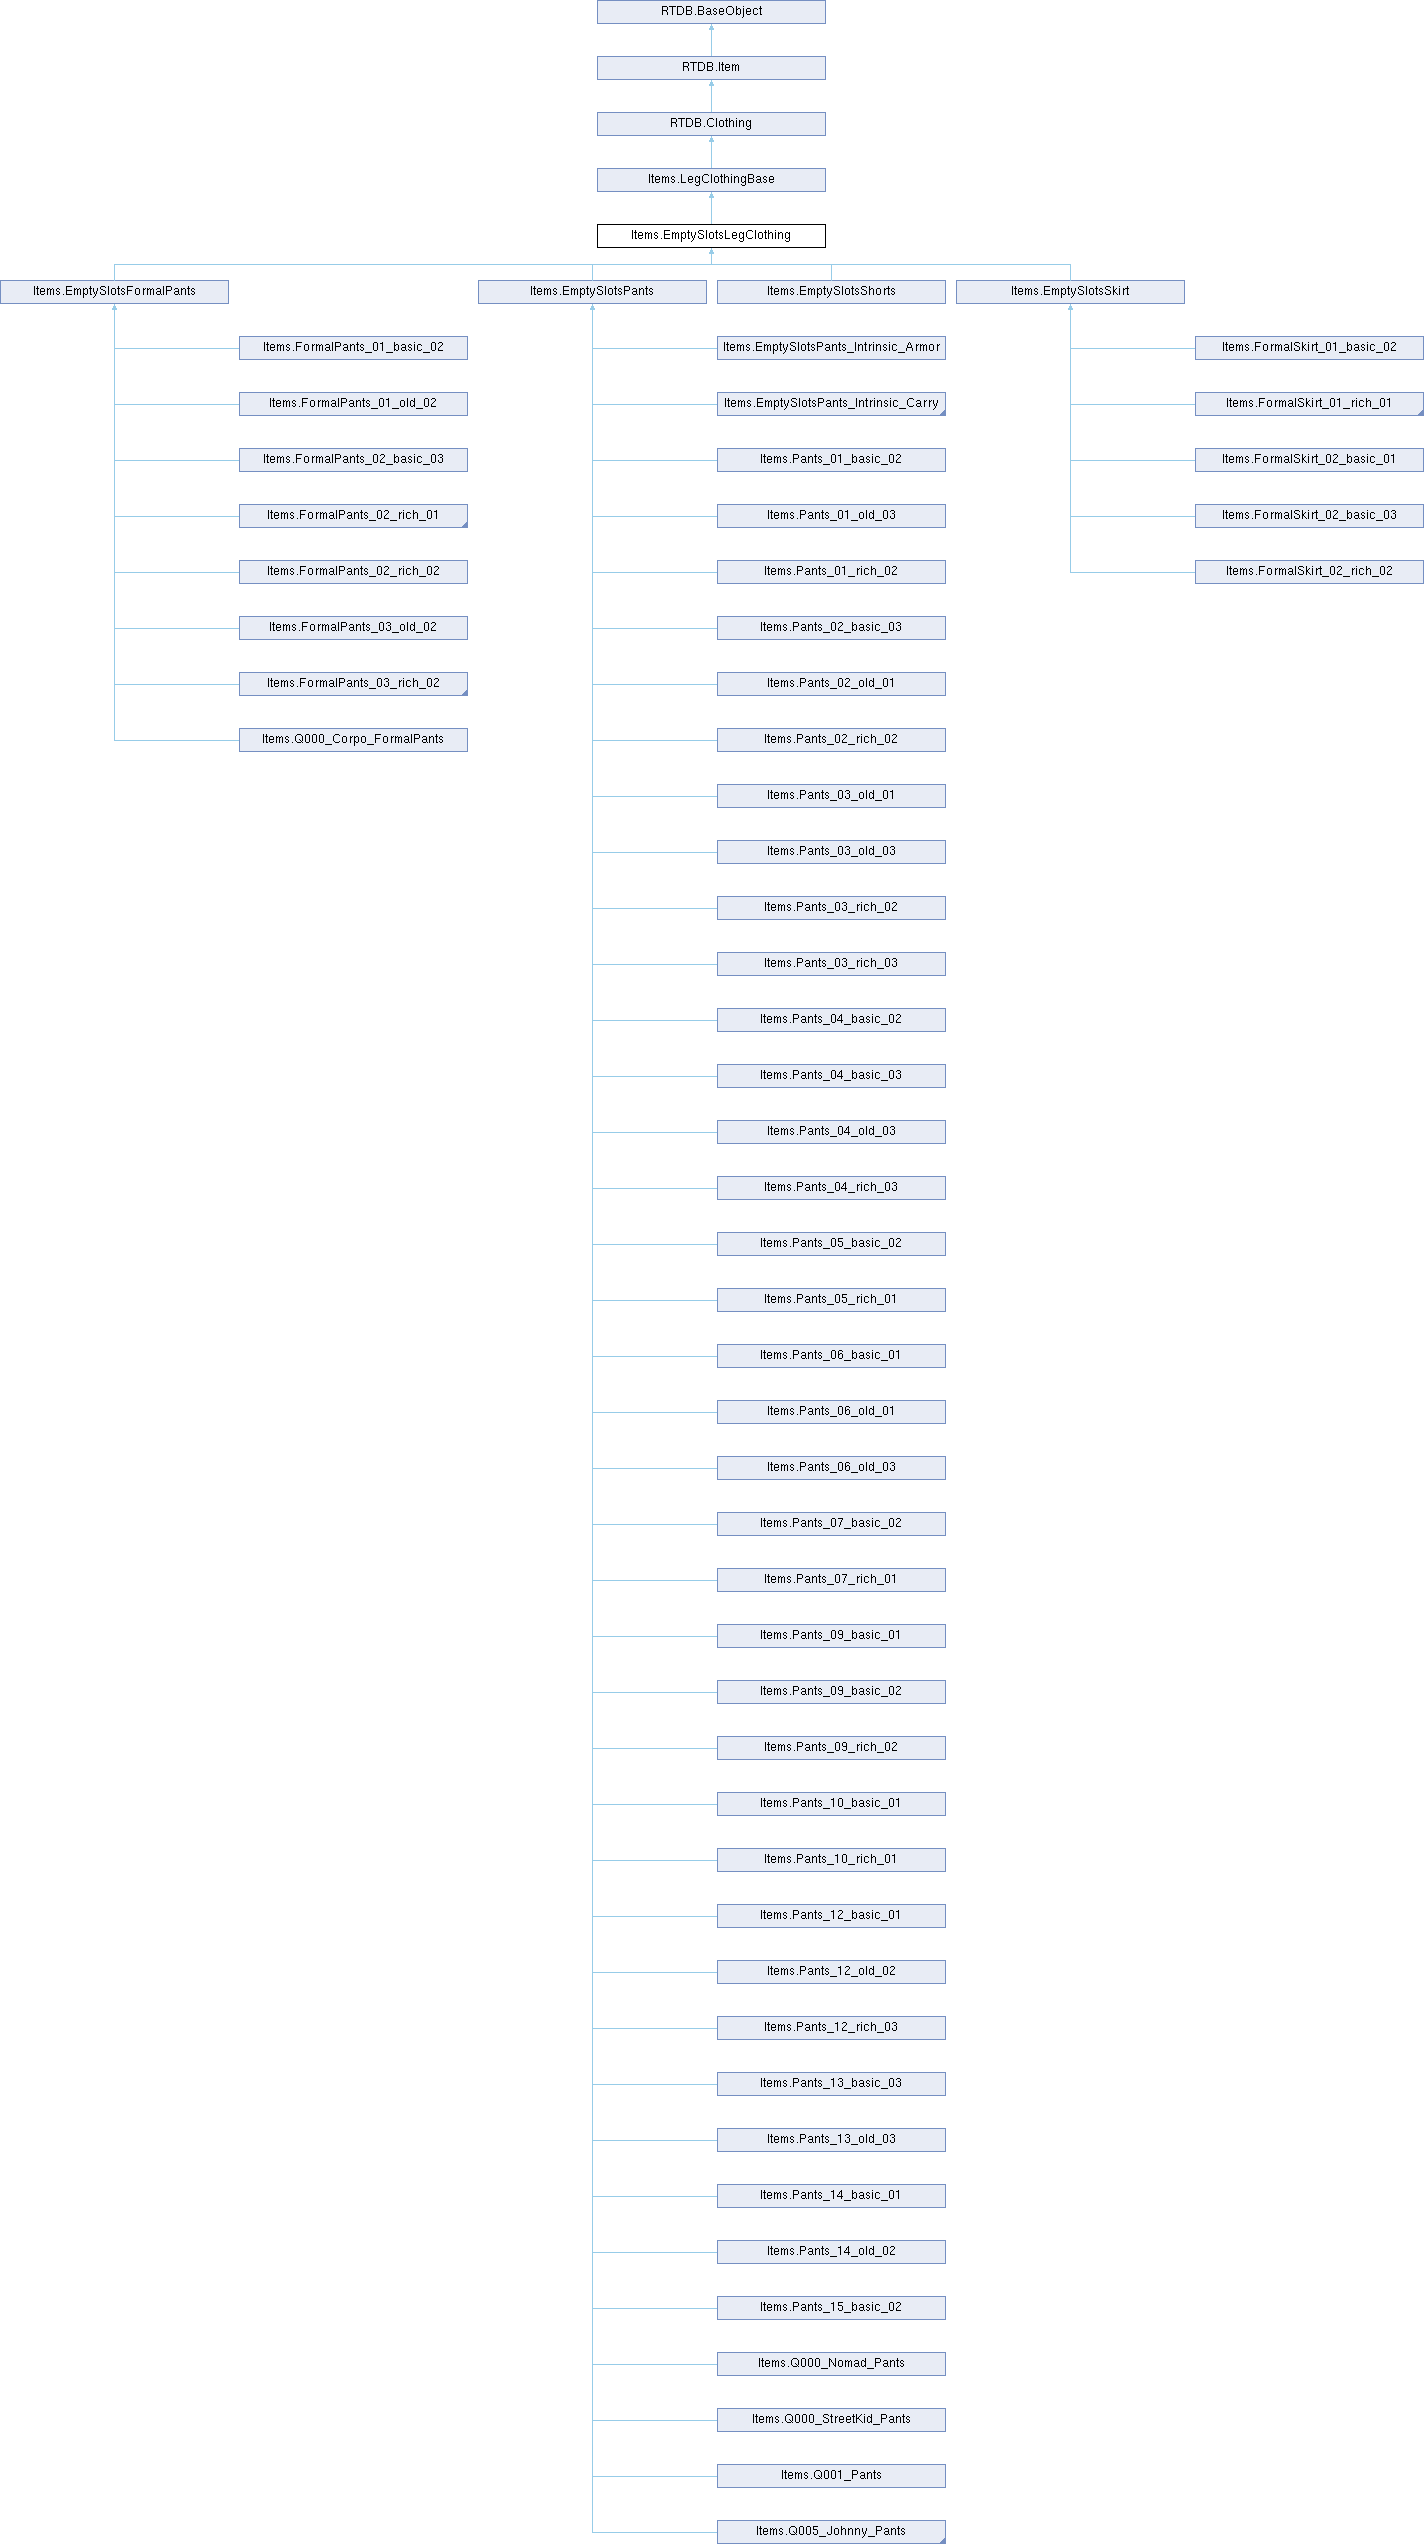 RTDB.BaseObject
RTDB.Item
RTDB.Clothing
Items.LegClothingBase
Items.EmptySlotsLegClothing
Items.EmptySlotsFormalPants
Items.EmptySlotsPants
Items.EmptySlotsShorts
Items.EmptySlotsSkirt
Items.FormalPants_01_basic_02
Items.FormalPants_01_old_02
Items.FormalPants_02_basic_03
Items.FormalPants_02_rich_01
Items.FormalPants_02_rich_02
Items.FormalPants_03_old_02
Items.FormalPants_03_rich_02
Items.Q000_Corpo_FormalPants
Items.EmptySlotsPants_Intrinsic_Armor
Items.EmptySlotsPants_Intrinsic_Carry
Items.Pants_01_basic_02
Items.Pants_01_old_03
Items.Pants_01_rich_02
Items.Pants_02_basic_03
Items.Pants_02_old_01
Items.Pants_02_rich_02
Items.Pants_03_old_01
Items.Pants_03_old_03
Items.Pants_03_rich_02
Items.Pants_03_rich_03
Items.Pants_04_basic_02
Items.Pants_04_basic_03
Items.Pants_04_old_03
Items.Pants_04_rich_03
Items.Pants_05_basic_02
Items.Pants_05_rich_01
Items.Pants_06_basic_01
Items.Pants_06_old_01
Items.Pants_06_old_03
Items.Pants_07_basic_02
Items.Pants_07_rich_01
Items.Pants_09_basic_01
Items.Pants_09_basic_02
Items.Pants_09_rich_02
Items.Pants_10_basic_01
Items.Pants_10_rich_01
Items.Pants_12_basic_01
Items.Pants_12_old_02
Items.Pants_12_rich_03
Items.Pants_13_basic_03
Items.Pants_13_old_03
Items.Pants_14_basic_01
Items.Pants_14_old_02
Items.Pants_15_basic_02
Items.Q000_Nomad_Pants
Items.Q000_StreetKid_Pants
Items.Q001_Pants
Items.Q005_Johnny_Pants
Items.FormalSkirt_01_basic_02
Items.FormalSkirt_01_rich_01
Items.FormalSkirt_02_basic_01
Items.FormalSkirt_02_basic_03
Items.FormalSkirt_02_rich_02